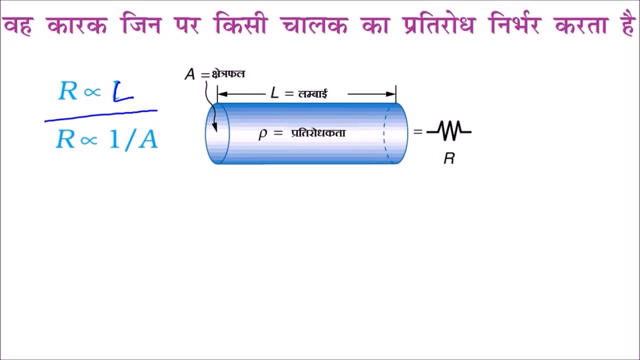 वह कारक जिन पर किसी चालक का प्रतिरोध निर्भर करता है
A = क्षेत्रफल
R ∝ L
L = लम्बाई
R ∝ 1/A
ρ = प्रतिरोधकता
=
R